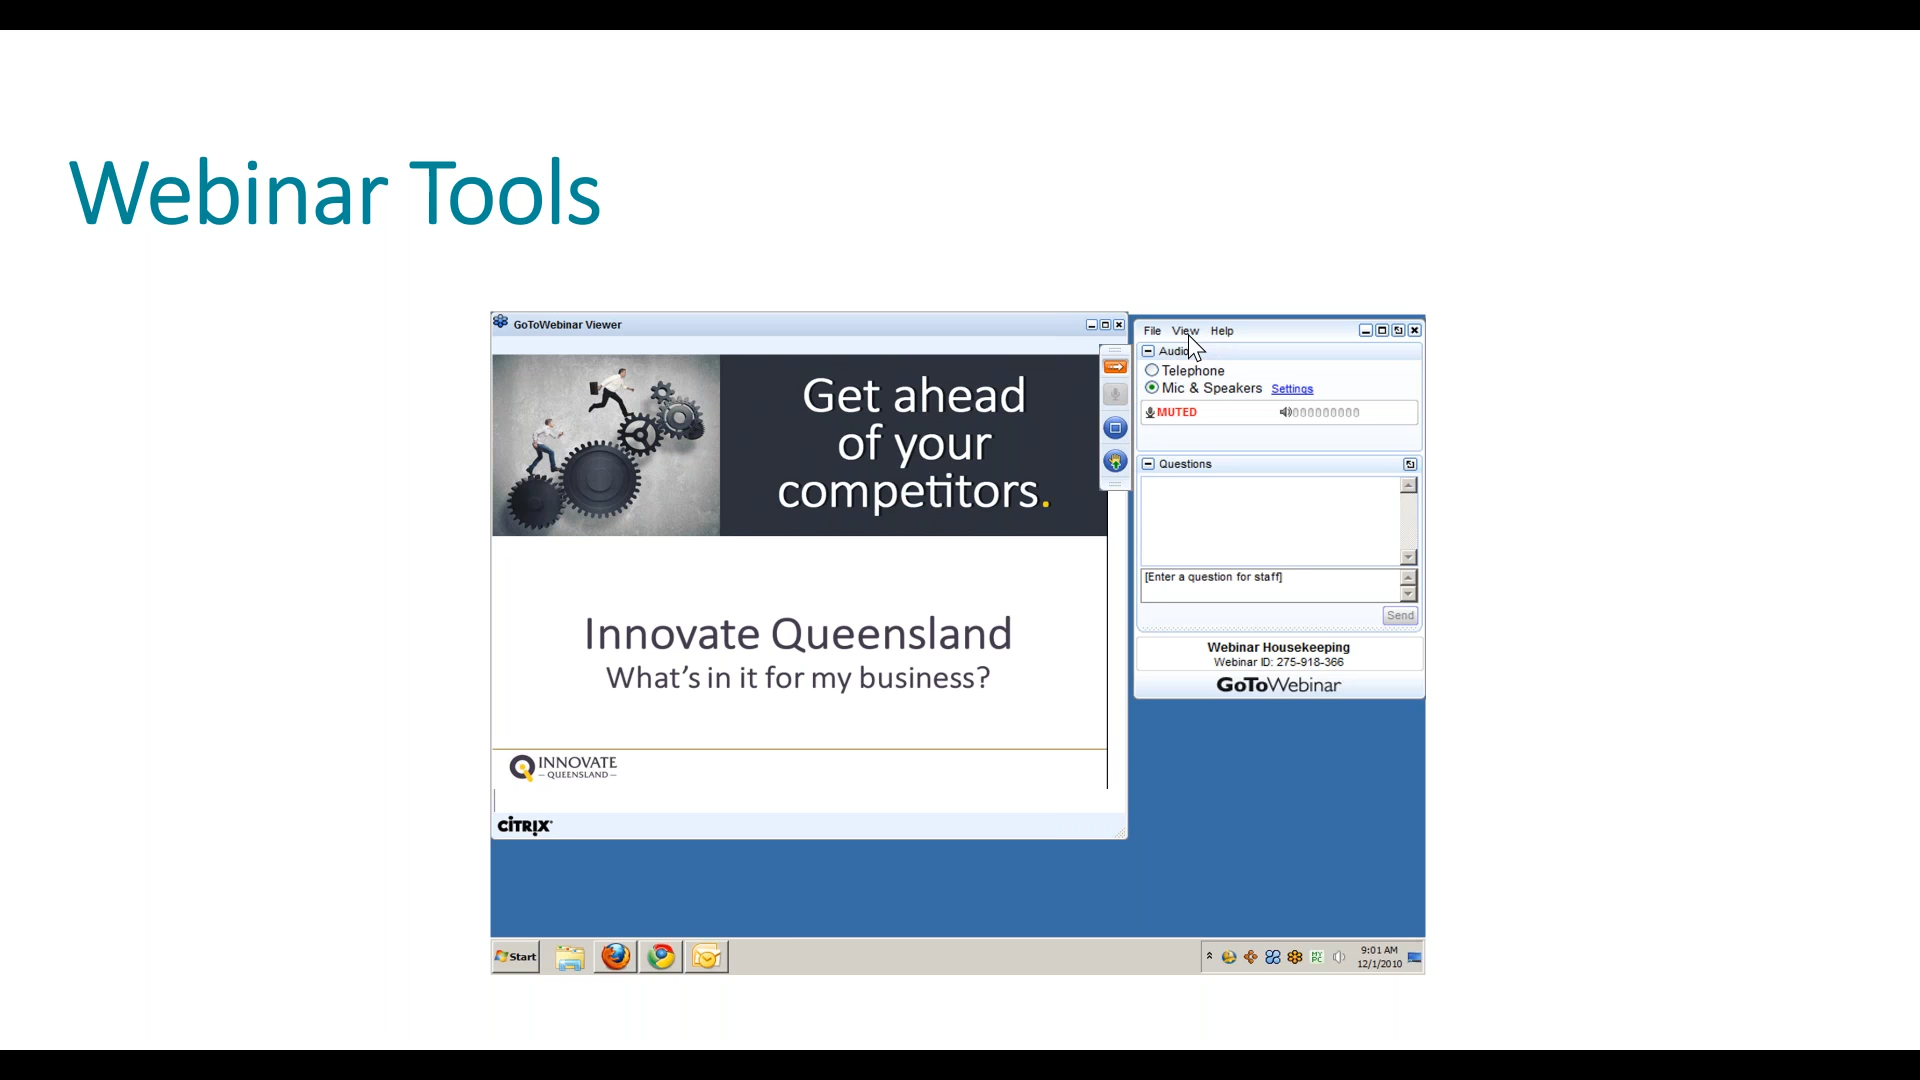 Webinar Tools
GoToWebinar Viewer
Get ahead
of your
competitors.
Innovate Queensland
What's in it for my business?
INNOVATE
– QUEENSLAND –
CITRIX
File View Help
Audio
Telephone
Mic & Speakers Settings
MUTED
Questions
[Enter a question for staff]
Send
Webinar Housekeeping
Webinar ID: 275-918-366
GoToWebinar
Start
MY
PC
9:01 AM
12/1/2010